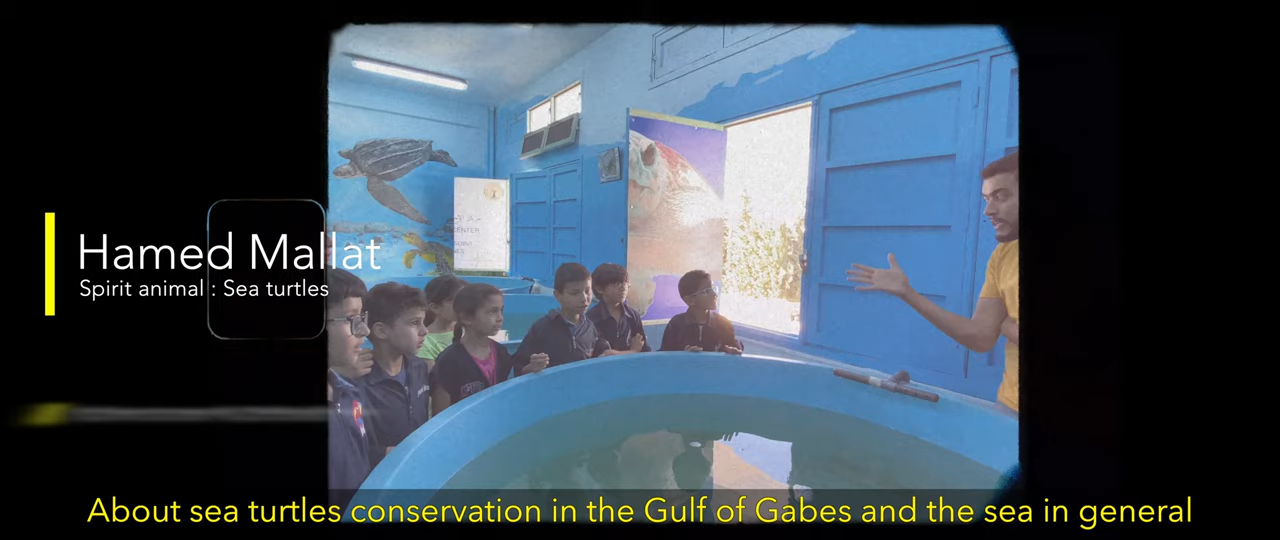 Hamed Mallat
Spirit animal : Sea turtles
About sea turtles conservation in the Gulf of Gabes and the sea in general